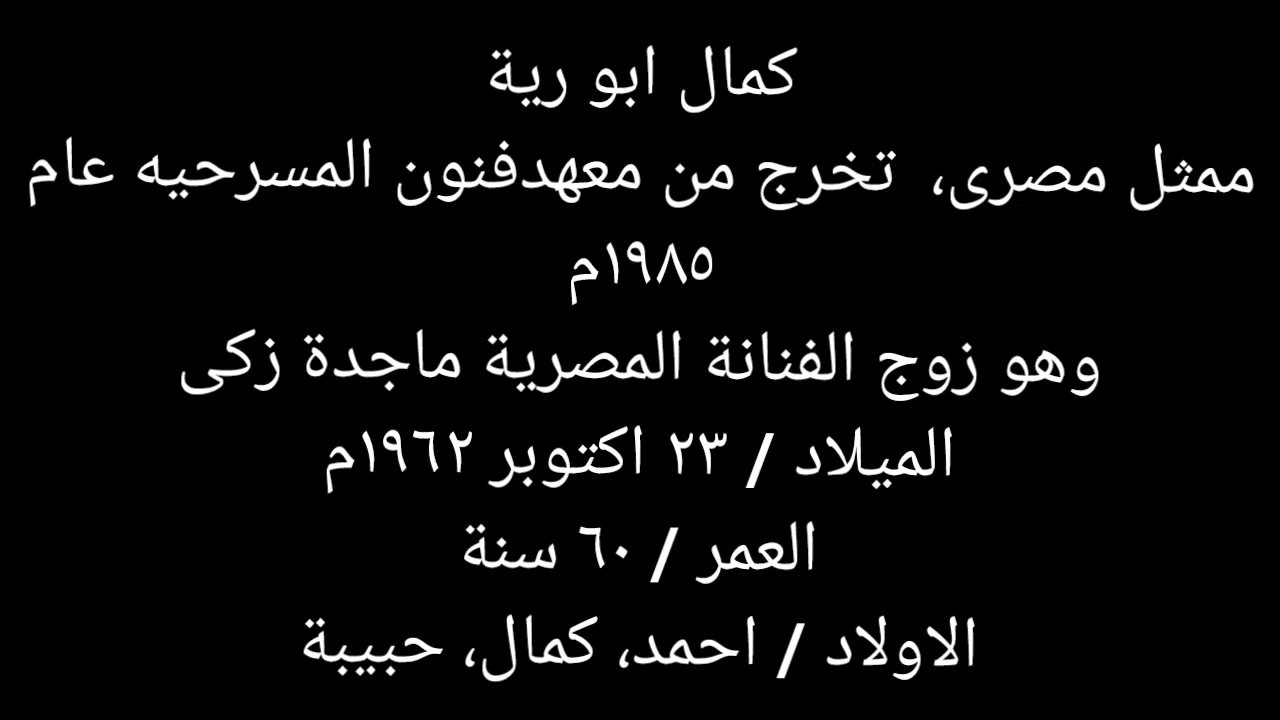 كمال ابو رية
ممثل مصرى، تخرج من معهدفنون المسرحيه عام
١٩٨٥م
وهو زوج الفنانة المصرية ماجدة زكى
الميلاد / ٢٣ اكتوبر ١٩٦٢م
العمر / ٦٠ سنة
الاولاد / احمد، كمال، حبيبة